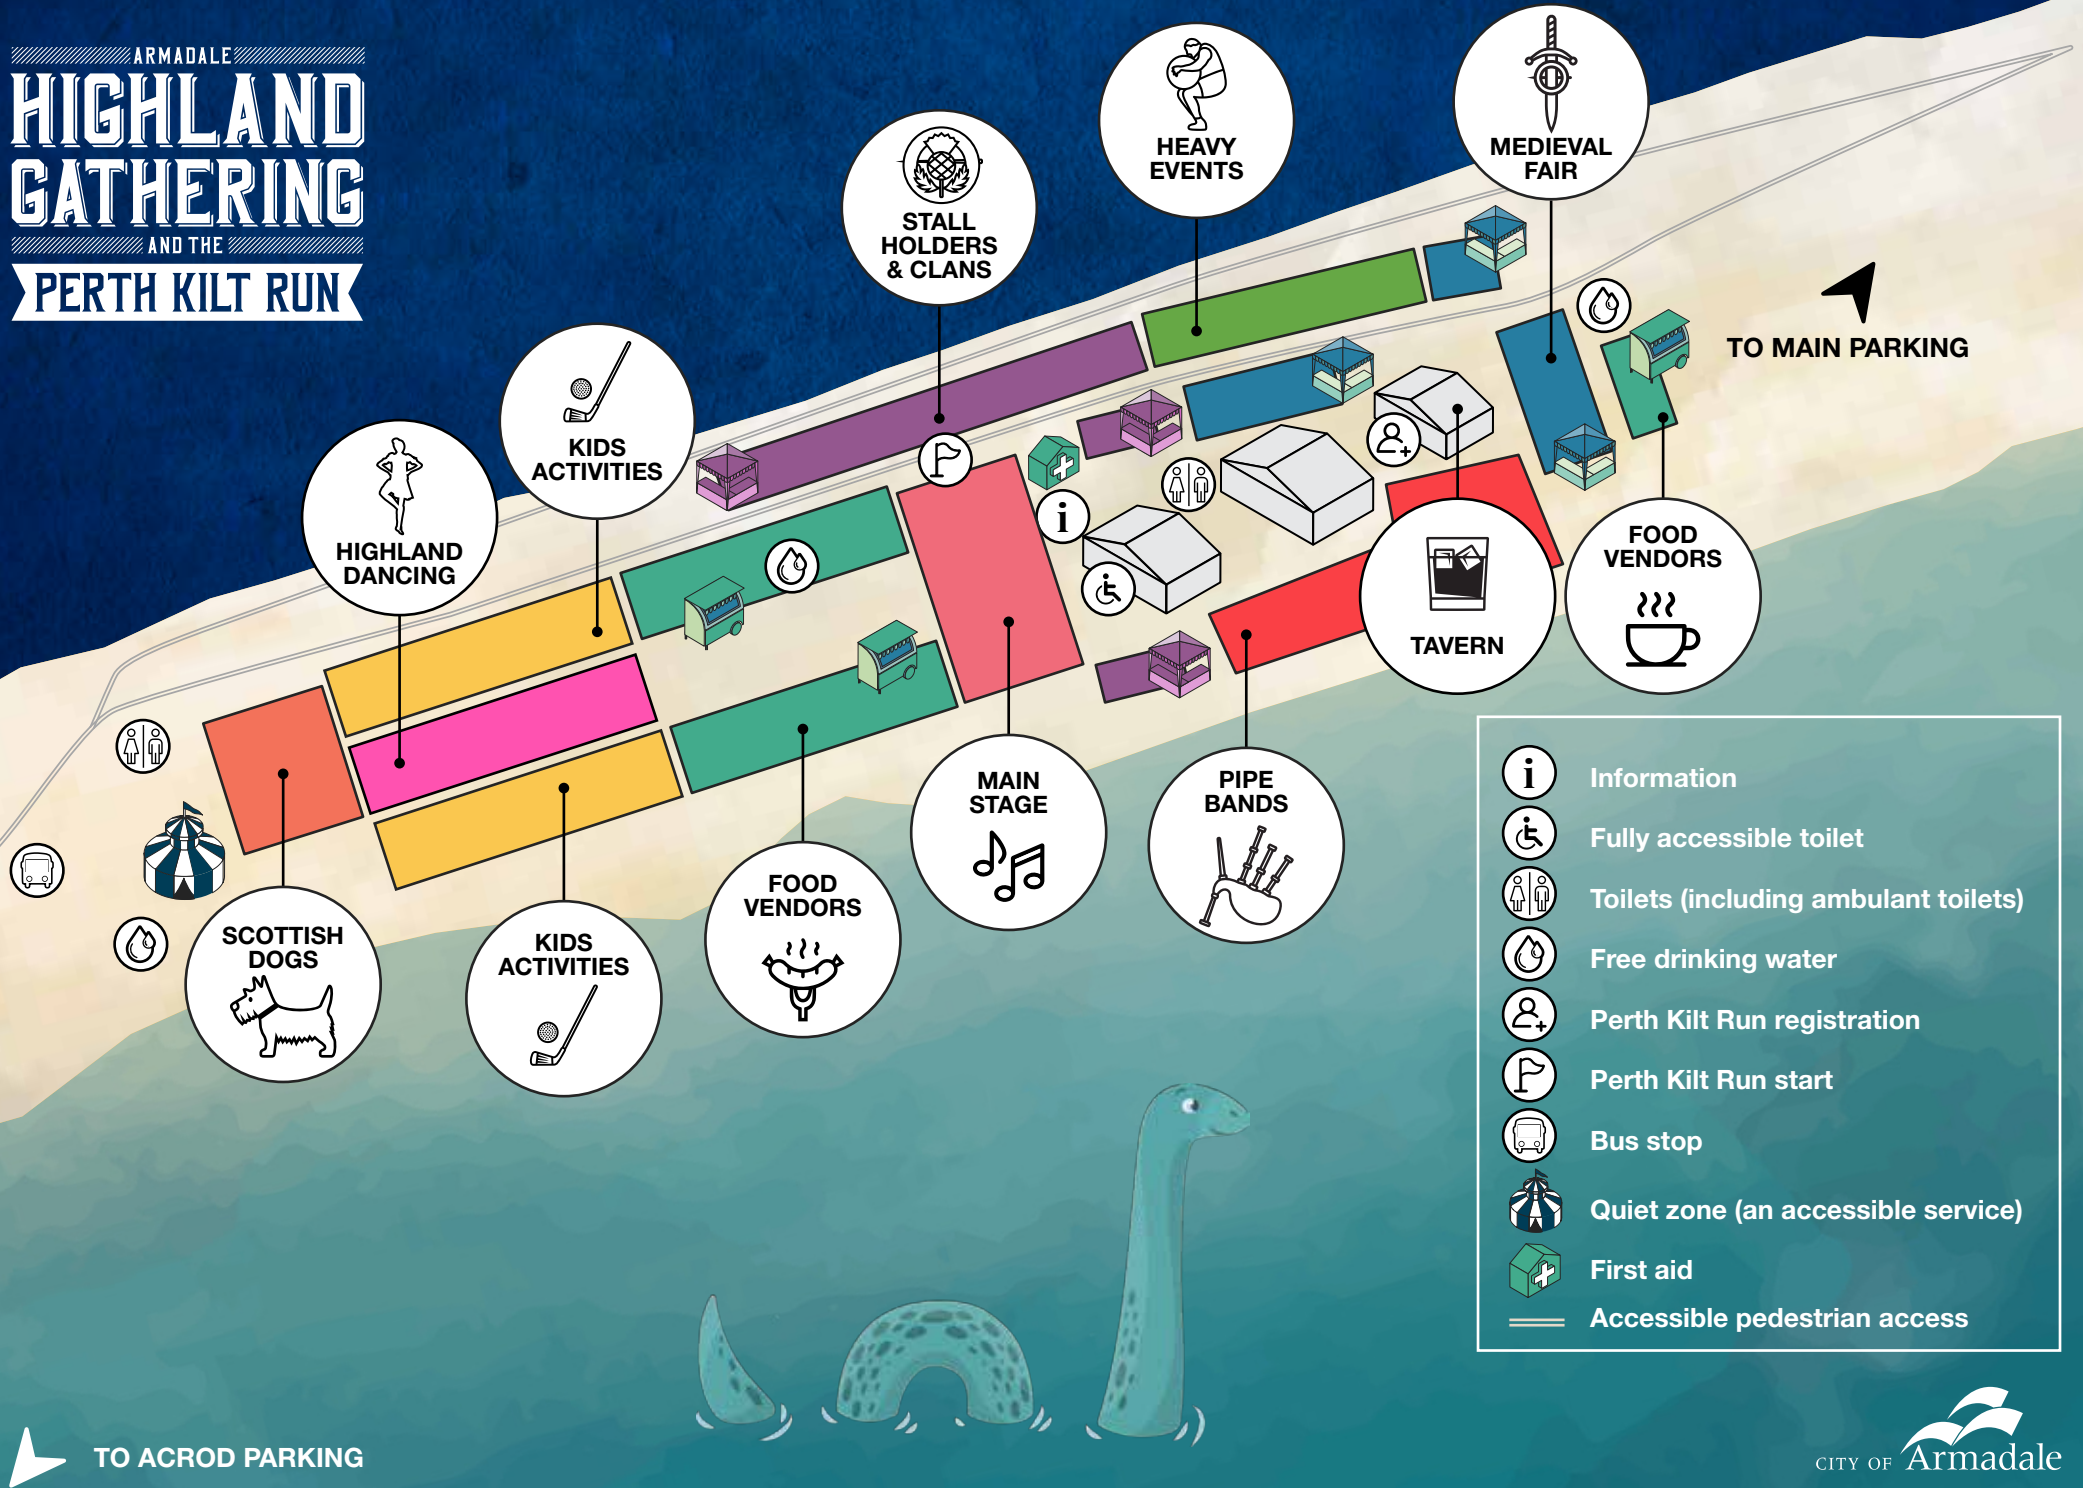 ARMADALE
HIGHLAND
GATHERING
AND THE
PERTH KILT RUN
HEAVY
EVENTS
MEDIEVAL
FAIR
STALL
HOLDERS
& CLANS
KIDS
ACTIVITIES
HIGHLAND
DANCING
TO MAIN PARKING
i
FOOD
VENDORS
TAVERN
MAIN
STAGE
PIPE
BANDS
FOOD
VENDORS
SCOTTISH
DOGS
KIDS
ACTIVITIES
i Information
Fully accessible toilet
Toilets (including ambulant toilets)
Free drinking water
Perth Kilt Run registration
Perth Kilt Run start
Bus stop
Quiet zone (an accessible service)
First aid
Accessible pedestrian access
TO ACROD PARKING
CITY OF Armadale